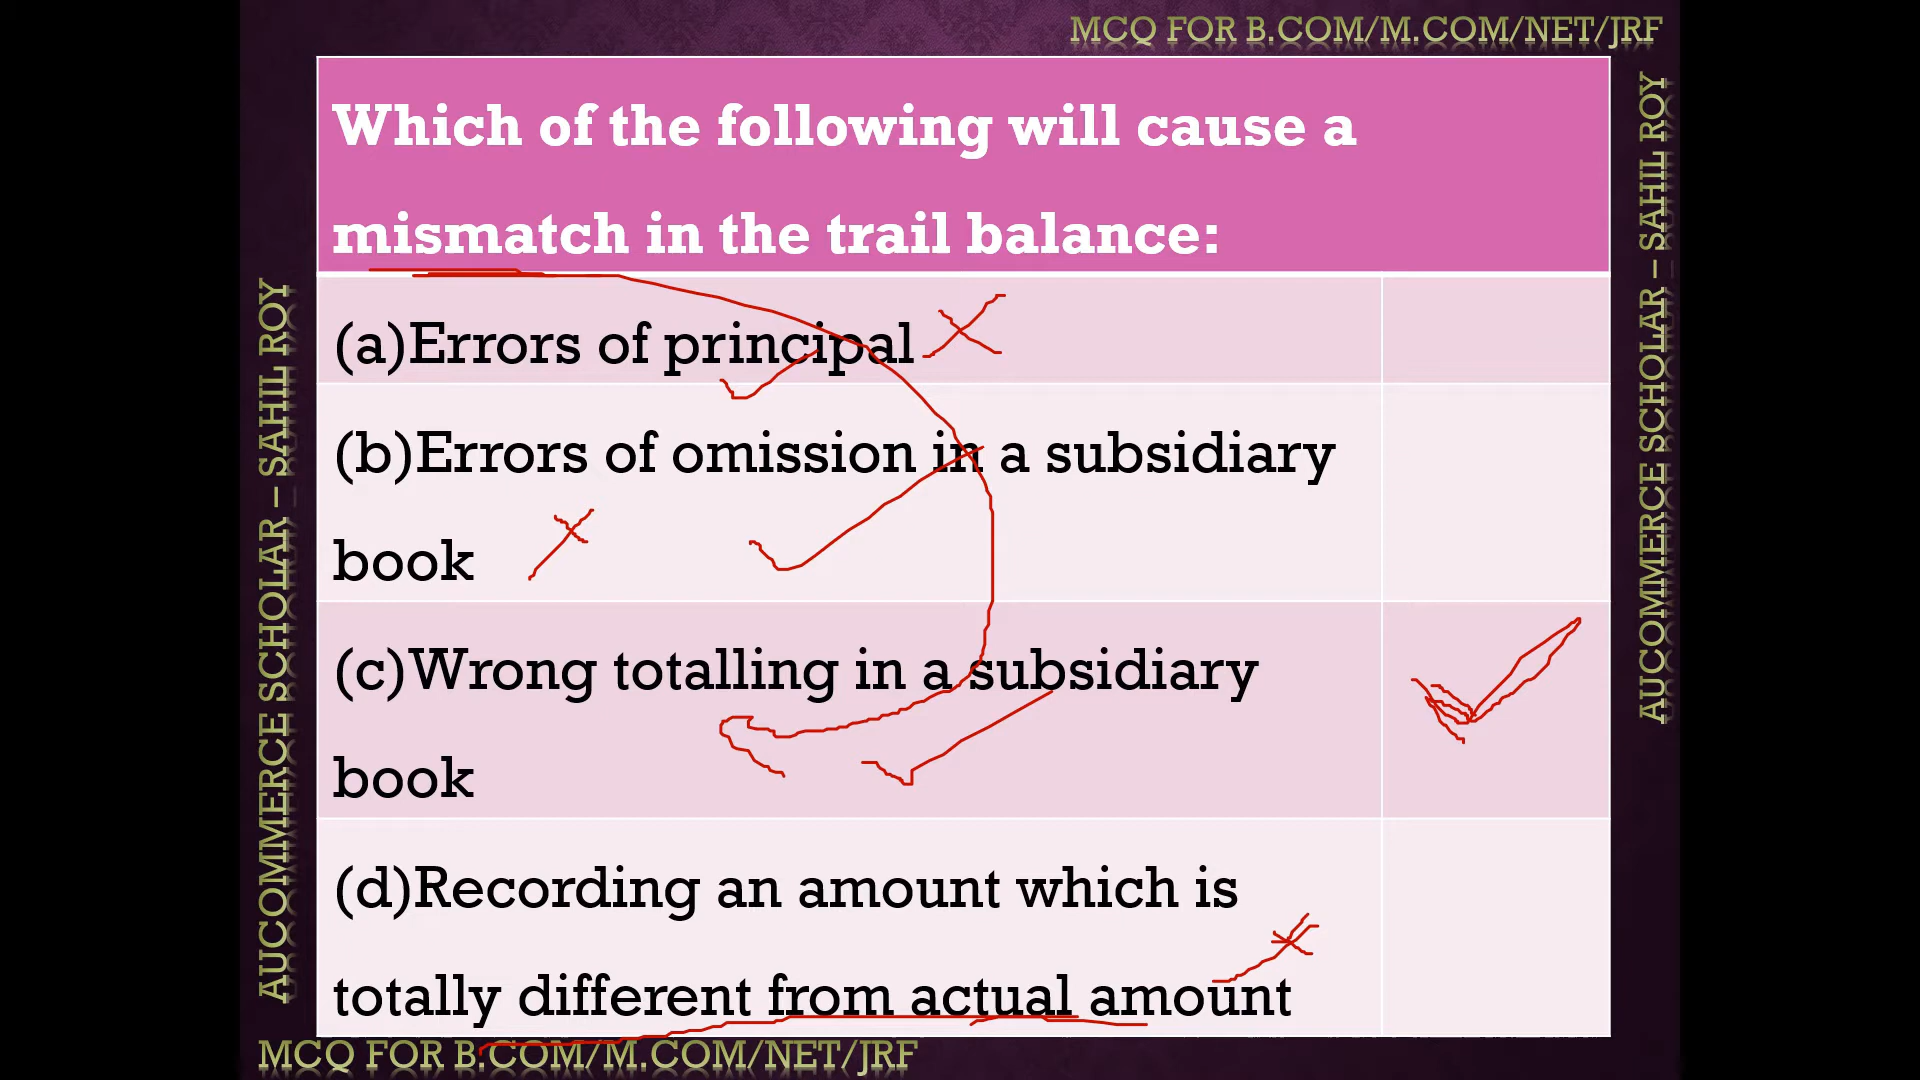 MCQ FOR B.COM/M.COM/NET/JRF
Which of the following will cause a
mismatch in the trail balance:
(a)Errors of principal
(b)Errors of omission in a subsidiary
book
(c)Wrong totalling in a subsidiary
book
(d)Recording an amount which is
totally different from actual amount
AUCOMMERCE SCHOLAR – SAHIL ROY
AUCOMMERCE SCHOLAR – SAHIL ROY
MCQ FOR B.COM/M.COM/NET/JRF